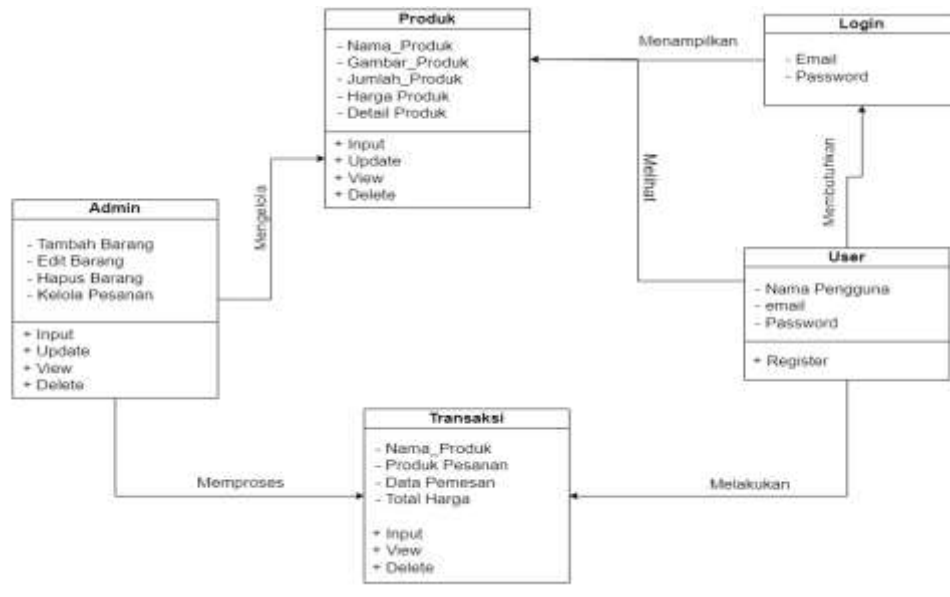 Produk
- Nama_Produk
- Gambar_Produk
- Jumlah_Produk
- Harga Produk
- Detail Produk
+ Input
+ Update
+ View
+ Delete
Login
- Email
- Password
Menampilkan
Melihat
Membutuhkan
Mengelola
Admin
- Tambah Barang
- Edit Barang
- Hapus Barang
- Kelola Pesanan
+ Input
+ Update
+ View
+ Delete
User
- Nama Pengguna
- email
- Password
+ Register
Transaksi
- Nama_Produk
- Produk Pesanan
- Data Pemesan
- Total Harga
+ Input
+ View
+ Delete
Memproses
Melakukan